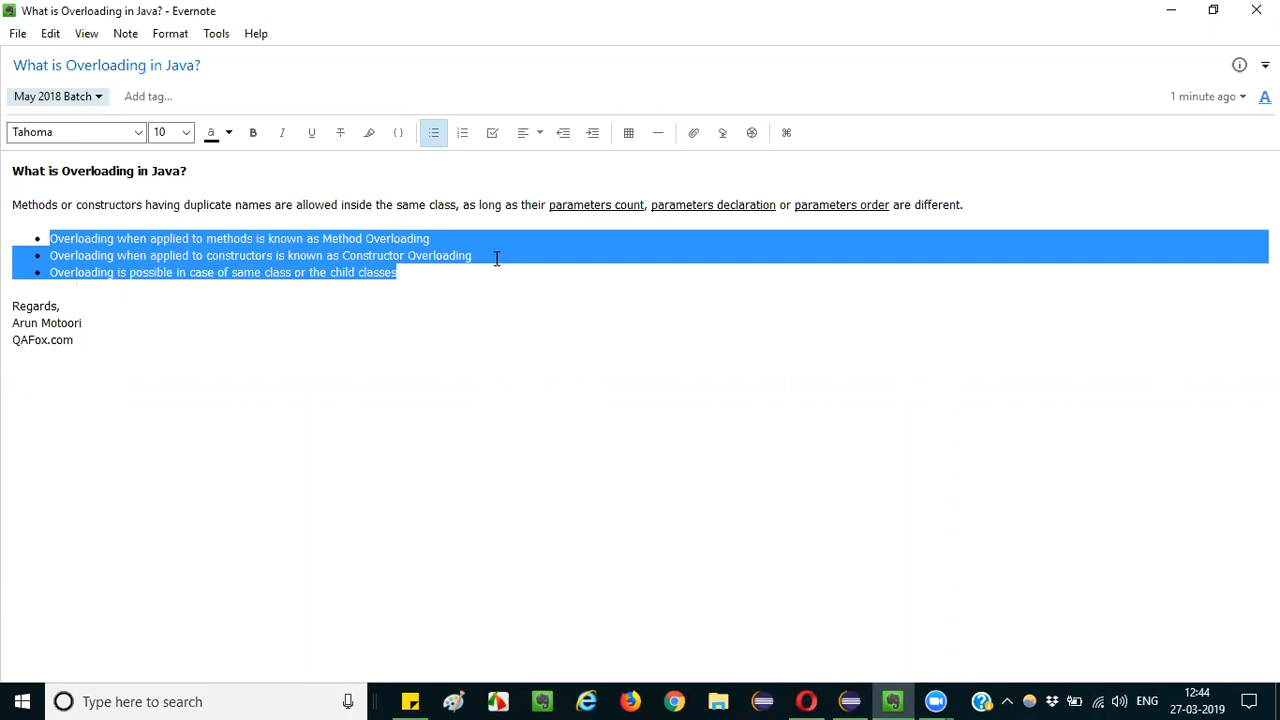 What is Overloading in Java? - Evernote
File Edit View Note Format Tools Help
What is Overloading in Java?
May 2018 Batch Add tag... 1 minute ago A
Tahoma 10 a B I U T { }
What is Overloading in Java?
Methods or constructors having duplicate names are allowed inside the same class, as long as their parameters count, parameters declaration or parameters order are different.
• Overloading when applied to methods is known as Method Overloading
• Overloading when applied to constructors is known as Constructor Overloading
• Overloading is possible in case of same class or the child classes
Regards,
Arun Motoori
QAFox.com
Type here to search ENG 12:44
27-03-2019